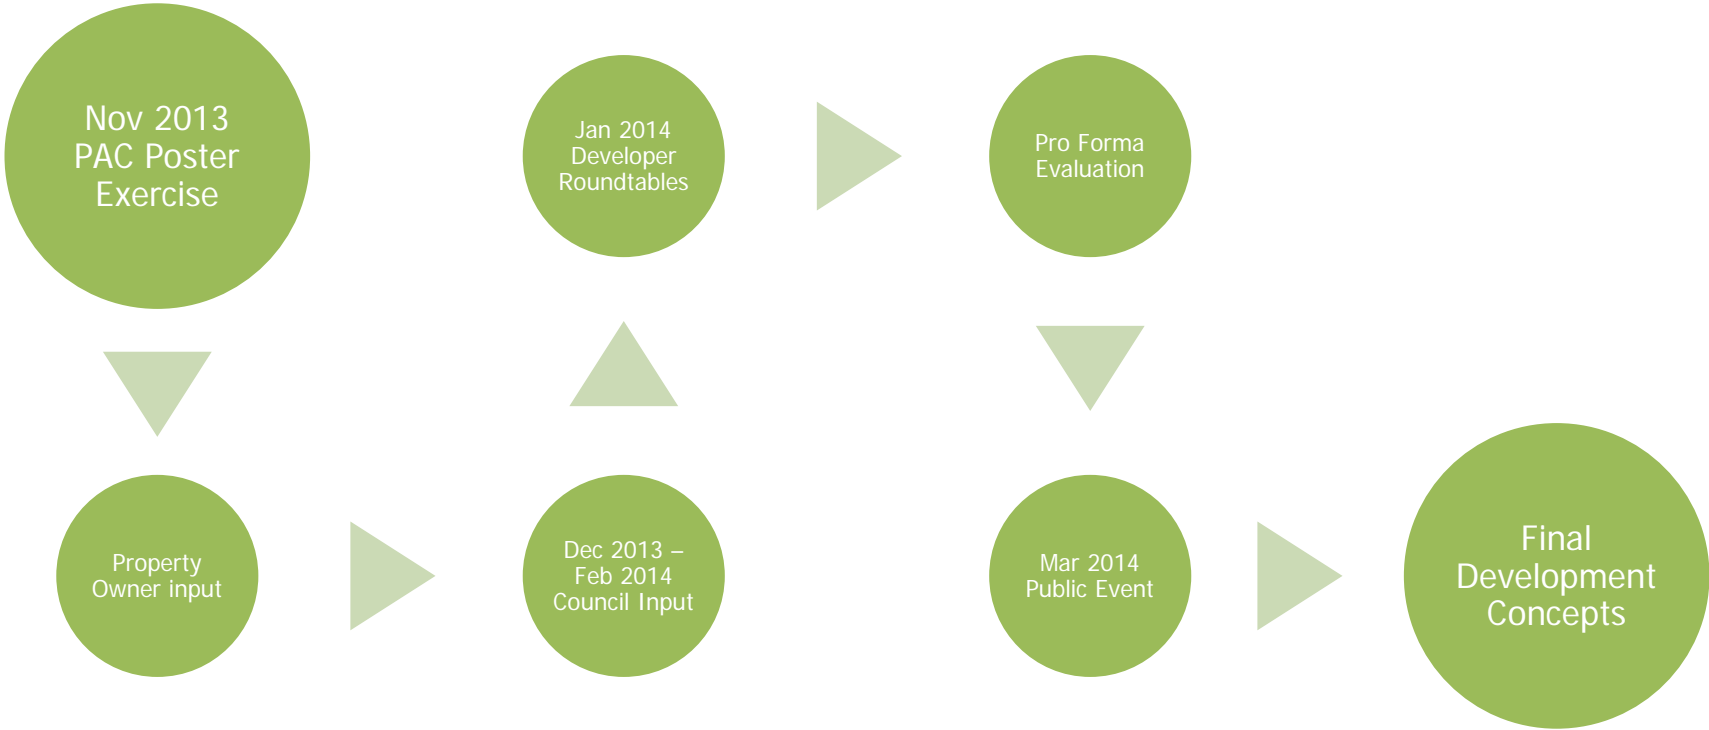 Nov 2013
PAC Poster
Exercise
Property
Owner input
Dec 2013 –
Feb 2014
Council Input
Jan 2014
Developer
Roundtables
Pro Forma
Evaluation
Mar 2014
Public Event
Final
Development
Concepts